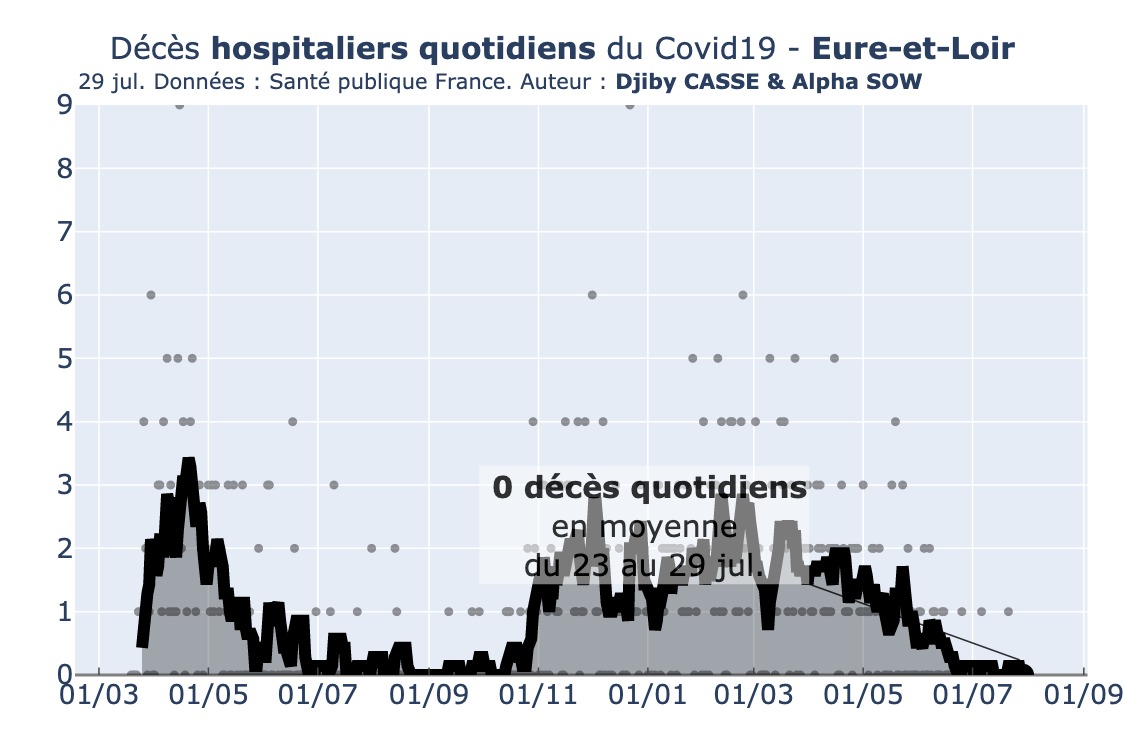 Décès hospitaliers quotidiens du Covid19 - Eure-et-Loir
29 jul. Données : Santé publique France. Auteur : Djiby CASSE & Alpha SOW
9
8
7
6
5
4
3
2
1
0
0 décès quotidiens
en moyenne
du 23 au 29 jul.
01/03 01/05 01/07 01/09 01/11 01/01 01/03 01/05 01/07 01/09